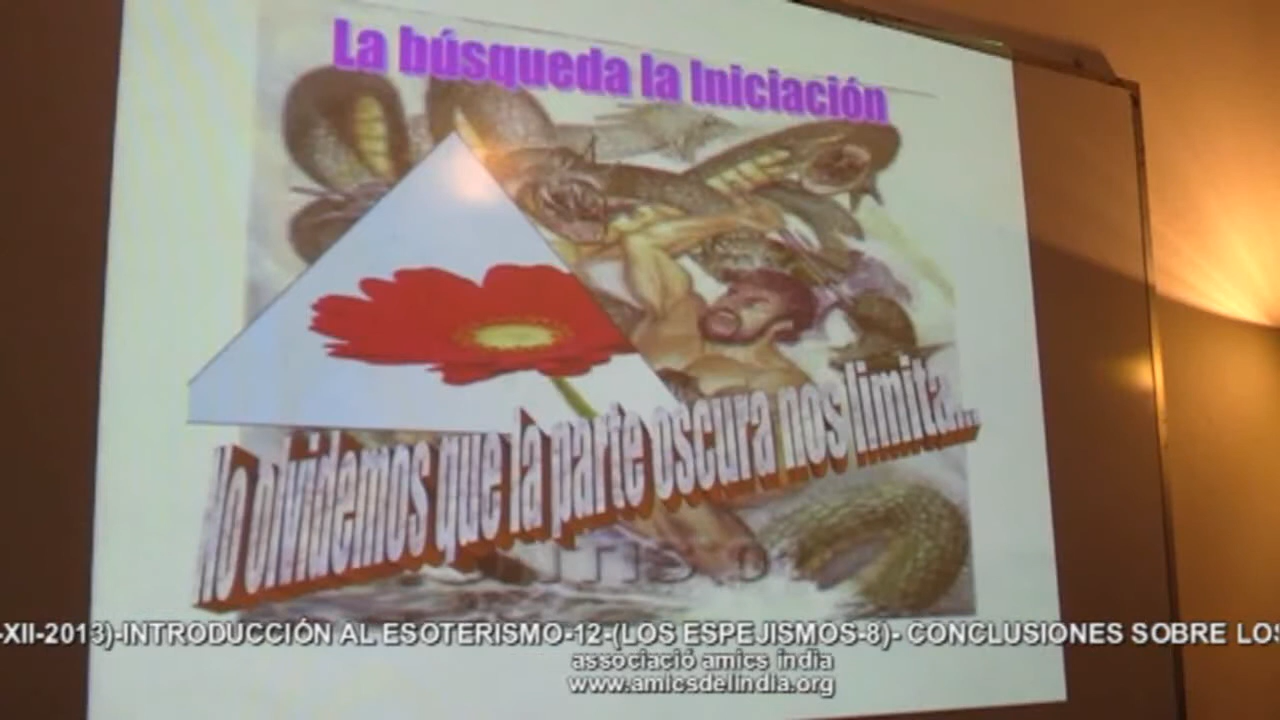 La búsqueda la Iniciación
No olvidemos que la parte oscura nos limita...
-XII-2013)-INTRODUCCIÓN AL ESOTERISMO-12-(LOS ESPEJISMOS-8)- CONCLUSIONES SOBRE LOS
associació amics india
www.amicsdelindia.org